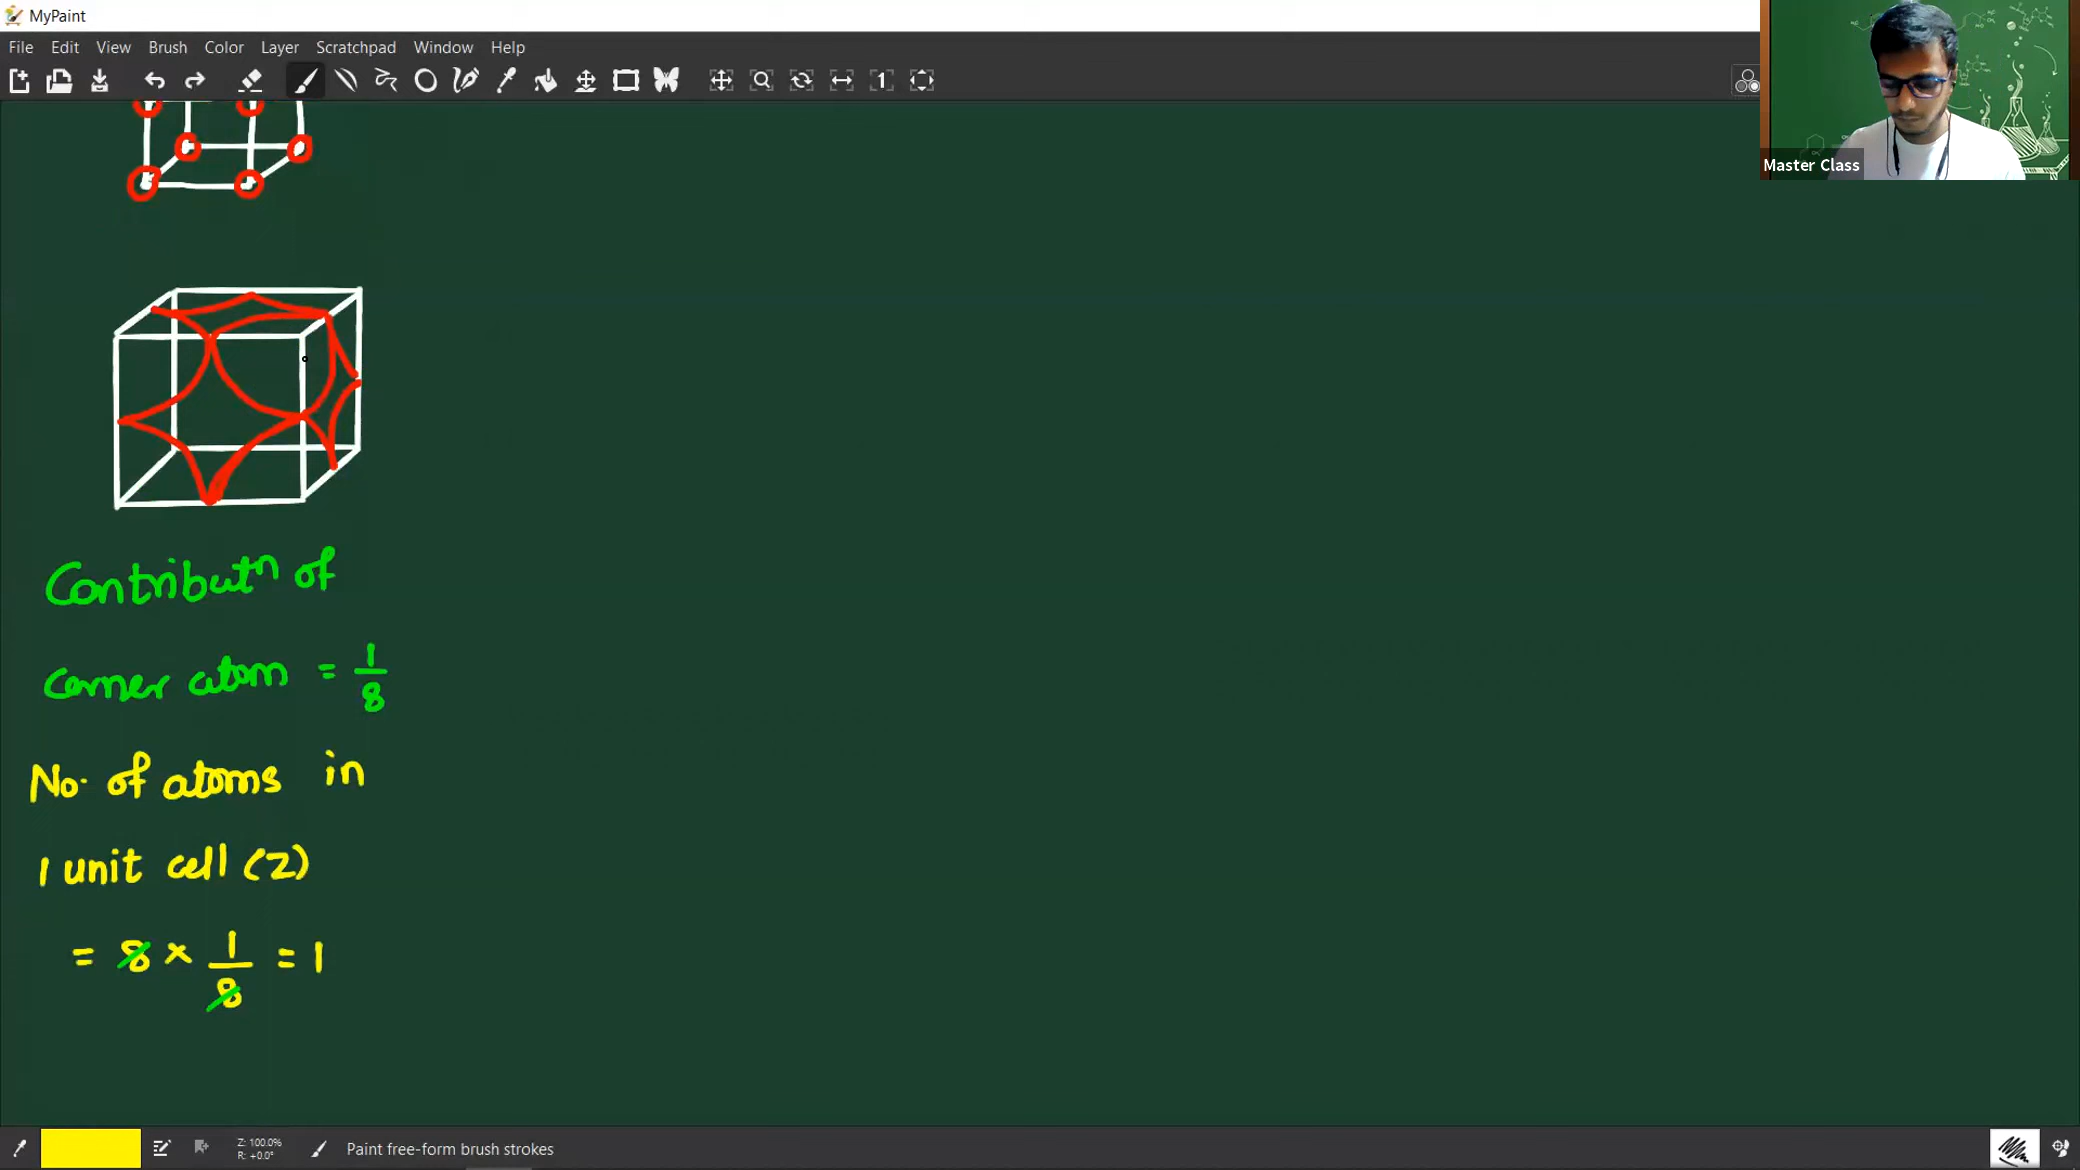 MyPaint
File Edit View Brush Color Layer Scratchpad Window Help
Master Class
Contributⁿ of
corner atom = 1/8
No. of atoms in
1 unit cell (Z)
= 8 × 1/8 = 1
Z: 100.0%
R: +0.0°
Paint free-form brush strokes